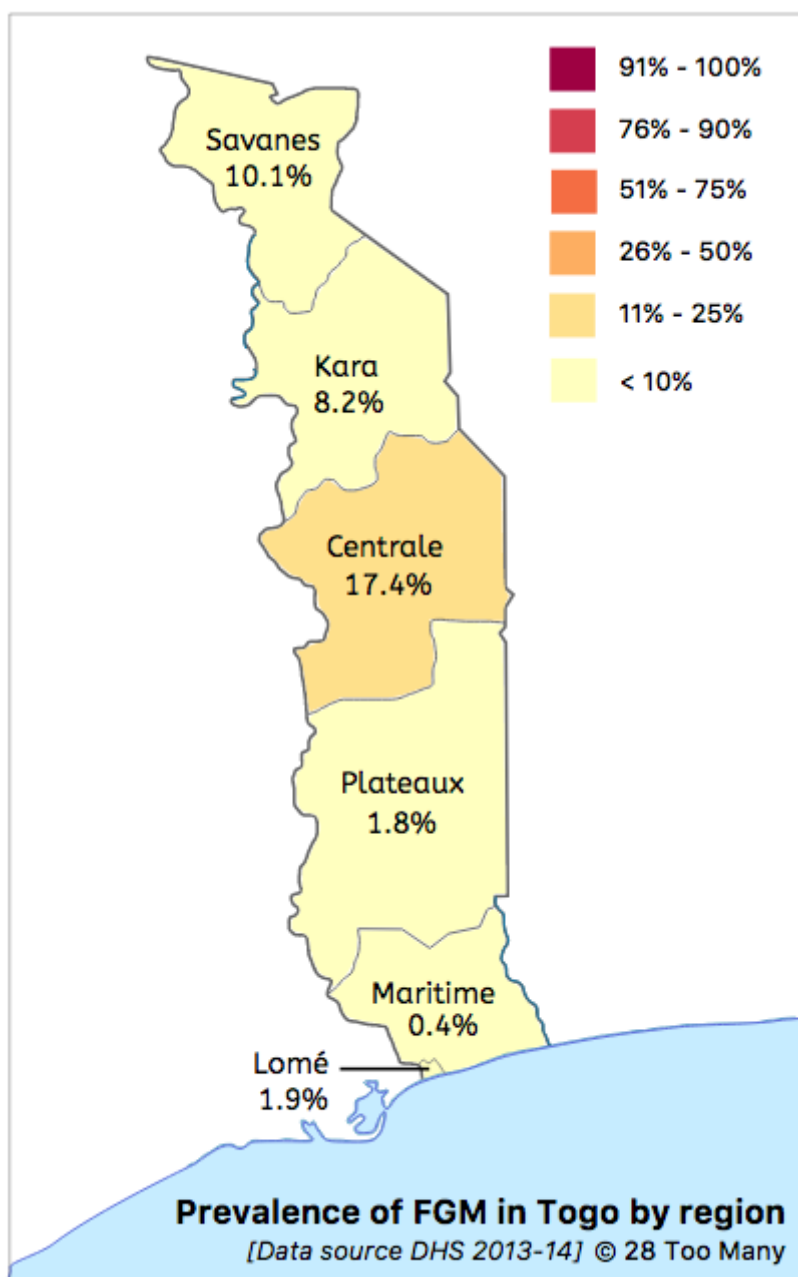 91% - 100%
76% - 90%
51% - 75%
26% - 50%
11% - 25%
< 10%
Savanes
10.1%
Kara
8.2%
Centrale
17.4%
Plateaux
1.8%
Maritime
0.4%
Lomé
1.9%
Prevalence of FGM in Togo by region
[Data source DHS 2013-14] © 28 Too Many